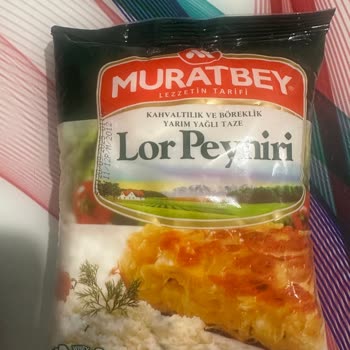 MURATBEY
LEZZETİN TARİFİ
KAHVALTILIK VE BÖREKLİK
YARIM YAĞLI TAZE
Lor Peyniri